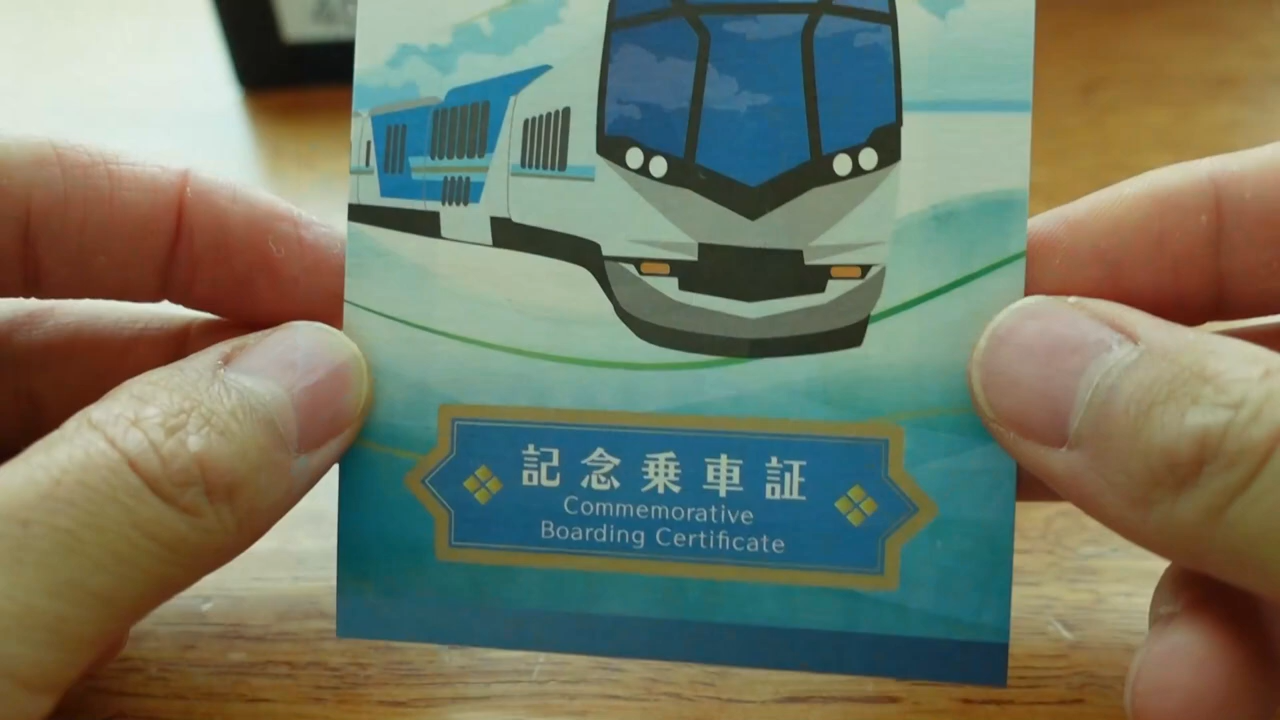 記念乗車証
Commemorative
Boarding Certificate